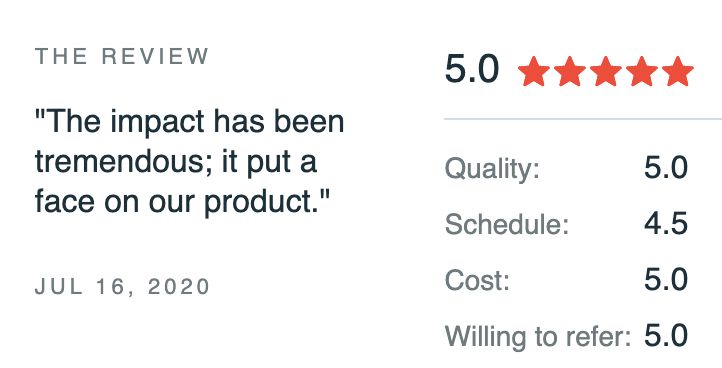 THE REVIEW
"The impact has been
tremendous; it put a
face on our product."
JUL 16, 2020
5.0
Quality: 5.0
Schedule: 4.5
Cost: 5.0
Willing to refer: 5.0